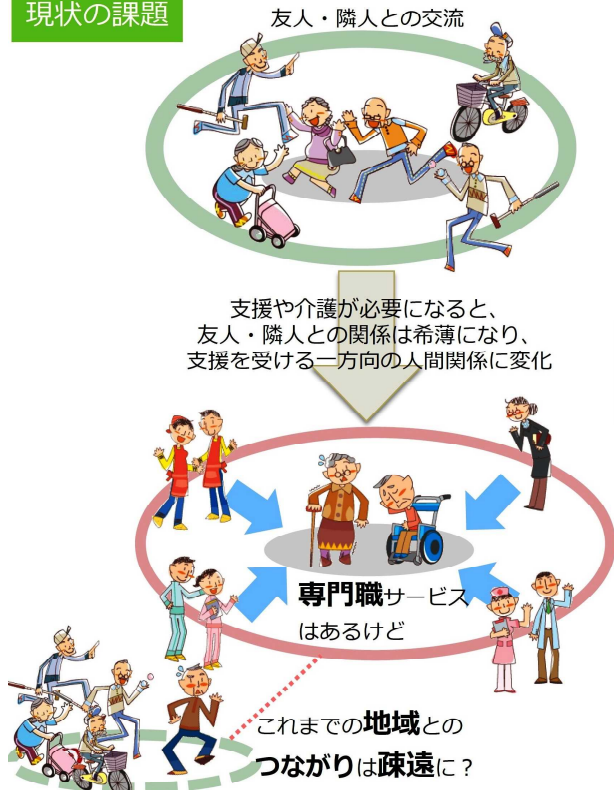 現状の課題
友人・隣人との交流
支援や介護が必要になると、
友人・隣人との関係は希薄になり、
支援を受ける一方向の人間関係に変化
専門職サービス
はあるけど
これまでの地域との
つながりは疎遠に？